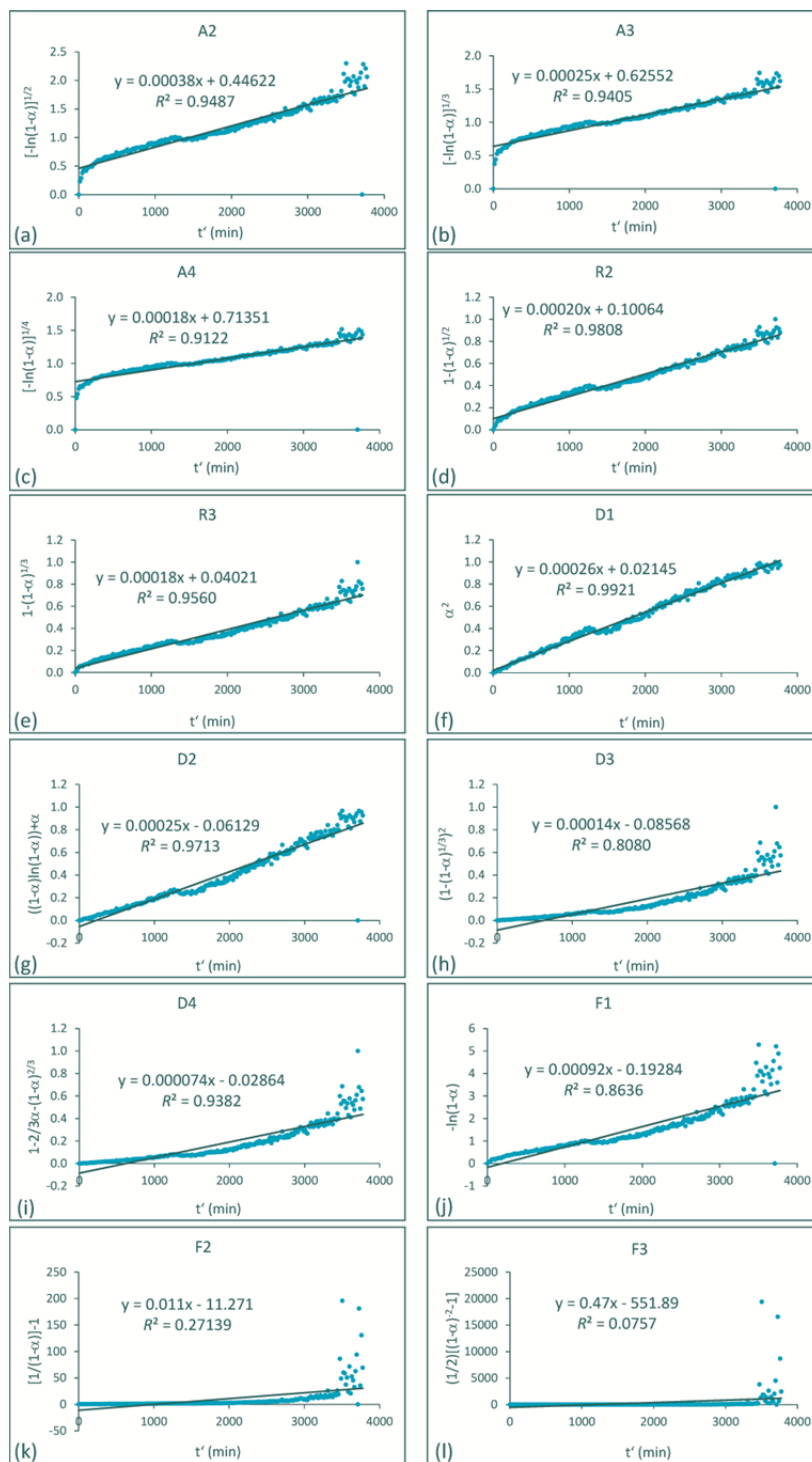 A2
[-ln(1-α)]^1/2
2.5
2.0
1.5
1.0
0.5
0.0
y = 0.00038x + 0.44622
R² = 0.9487
0 1000 2000 3000 4000
t‘ (min)
(a)
A3
[-ln(1-α)]^1/3
2.0
1.5
1.0
0.5
0.0
y = 0.00025x + 0.62552
R² = 0.9405
0 1000 2000 3000 4000
t‘ (min)
(b)
A4
[-ln(1-α)]^1/4
2.0
1.5
1.0
0.5
0.0
y = 0.00018x + 0.71351
R² = 0.9122
0 1000 2000 3000 4000
t‘ (min)
(c)
R2
1-(1-α)^1/2
1.2
1.0
0.8
0.6
0.4
0.2
0.0
y = 0.00020x + 0.10064
R² = 0.9808
0 1000 2000 3000 4000
t‘ (min)
(d)
R3
1-(1-α)^1/3
1.2
1.0
0.8
0.6
0.4
0.2
0.0
y = 0.00018x + 0.04021
R² = 0.9560
0 1000 2000 3000 4000
t‘ (min)
(e)
D1
α²
1.2
1.0
0.8
0.6
0.4
0.2
0.0
y = 0.00026x + 0.02145
R² = 0.9921
0 1000 2000 3000 4000
t‘ (min)
(f)
D2
((1-α)ln(1-α))+α
1.2
1.0
0.8
0.6
0.4
0.2
0.0
-0.2
y = 0.00025x - 0.06129
R² = 0.9713
0 1000 2000 3000 4000
t‘ (min)
(g)
D3
(1-(1-α)^1/3)²
1.2
1.0
0.8
0.6
0.4
0.2
0.0
-0.2
y = 0.00014x - 0.08568
R² = 0.8080
0 1000 2000 3000 4000
t‘ (min)
(h)
D4
1-2/3α-(1-α)^2/3
1.2
1.0
0.8
0.6
0.4
0.2
0.0
-0.2
y = 0.000074x - 0.02864
R² = 0.9382
0 1000 2000 3000 4000
t‘ (min)
(i)
F1
-ln(1-α)
6
5
4
3
2
1
0
-1
y = 0.00092x - 0.19284
R² = 0.8636
0 1000 2000 3000 4000
t‘ (min)
(j)
F2
[1/(1-α)]-1
250
200
150
100
50
0
-50
y = 0.011x - 11.271
R² = 0.27139
0 1000 2000 3000 4000
t‘ (min)
(k)
F3
(1/2)[(1-α)^-2-1]
25000
20000
15000
10000
5000
0
-5000
y = 0.47x - 551.89
R² = 0.0757
0 1000 2000 3000 4000
t‘ (min)
(l)